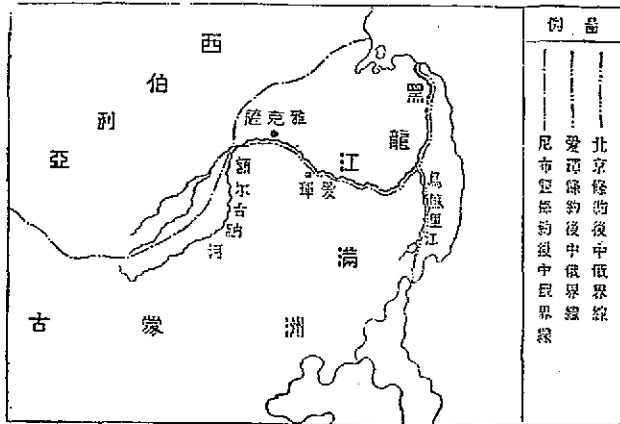 圖例
北京條約後中俄界線
愛琿條約後中俄界線
尼布楚條約後中俄界線
西伯利亞
黑龍江
雅克薩
愛琿
額尔古納河
烏蘇里江
滿洲
蒙古